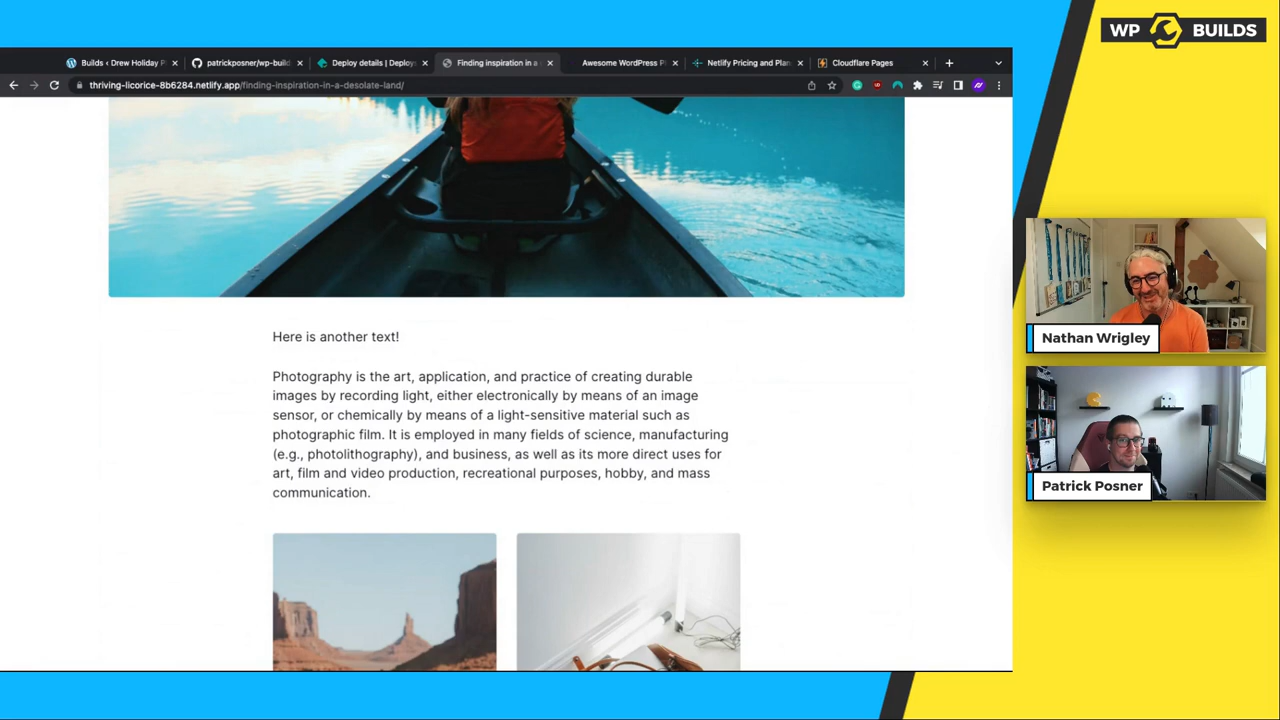 WP BUILDS
Builds ‹ Drew Holiday P
patrickposner/wp-build
Deploy details | Deploys
Finding inspiration in a
Awesome WordPress Pl
Netlify Pricing and Plan
Cloudflare Pages
thriving-licorice-8b6284.netlify.app/finding-inspiration-in-a-desolate-land/
Here is another text!
Photography is the art, application, and practice of creating durable
images by recording light, either electronically by means of an image
sensor, or chemically by means of a light-sensitive material such as
photographic film. It is employed in many fields of science, manufacturing
(e.g., photolithography), and business, as well as its more direct uses for
art, film and video production, recreational purposes, hobby, and mass
communication.
Nathan Wrigley
Patrick Posner